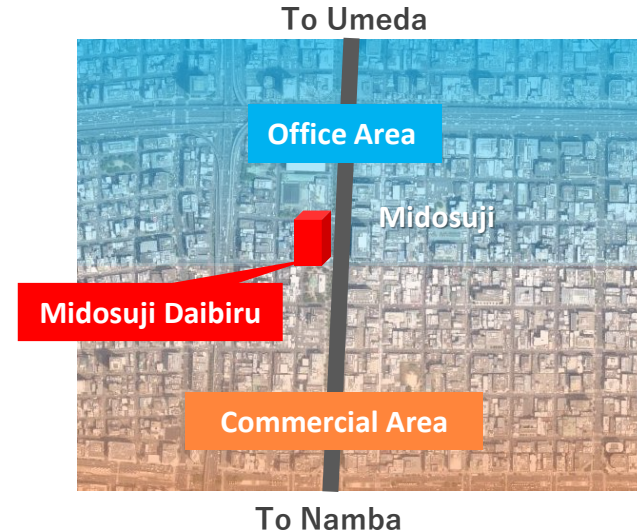 To Umeda
Office Area
Midosuji
Midosuji Daibiru
Commercial Area
To Namba